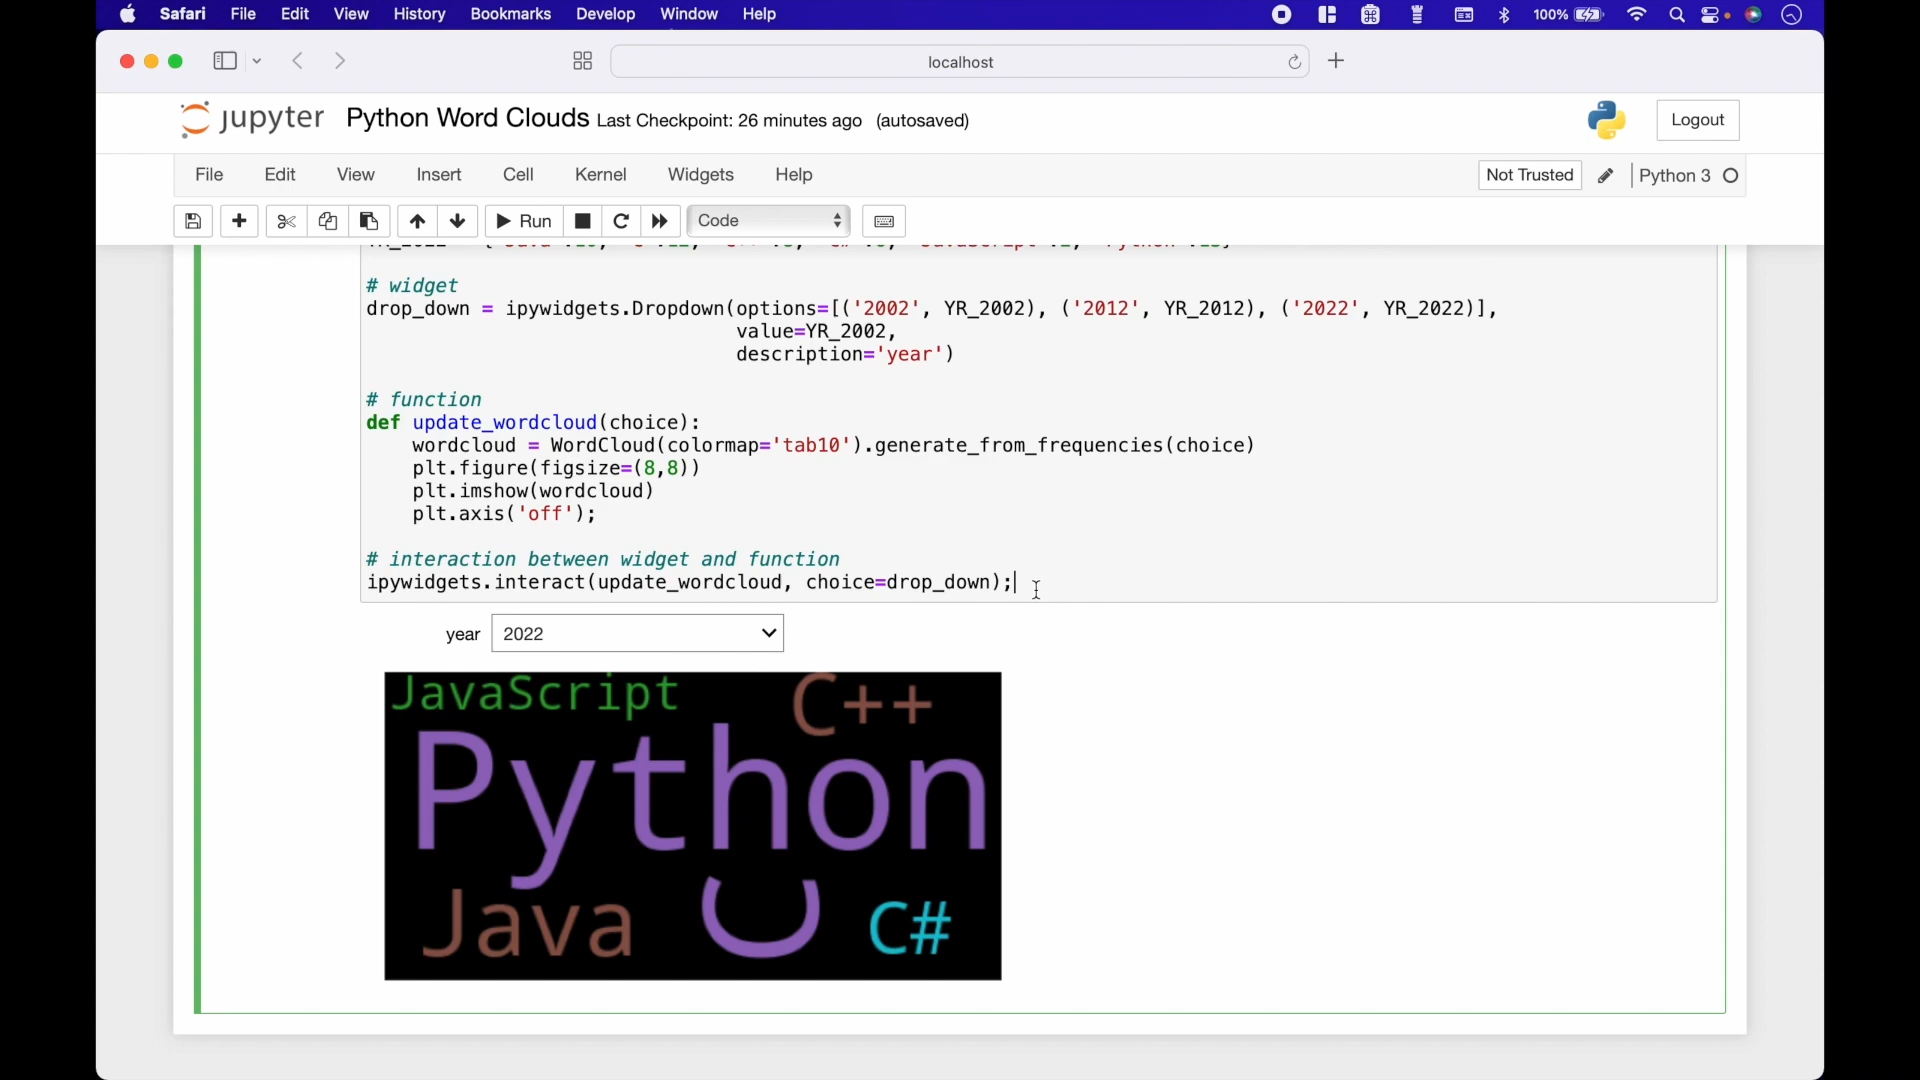 Safari File Edit View History Bookmarks Develop Window Help 100%
localhost
jupyter Python Word Clouds Last Checkpoint: 26 minutes ago (autosaved) Logout
File Edit View Insert Cell Kernel Widgets Help Not Trusted Python 3
Run Code
# widget
drop_down = ipywidgets.Dropdown(options=[('2002', YR_2002), ('2012', YR_2012), ('2022', YR_2022)],
value=YR_2002,
description='year')
# function
def update_wordcloud(choice):
wordcloud = WordCloud(colormap='tab10').generate_from_frequencies(choice)
plt.figure(figsize=(8,8))
plt.imshow(wordcloud)
plt.axis('off');
# interaction between widget and function
ipywidgets.interact(update_wordcloud, choice=drop_down);
year 2022
JavaScript C++
Python
Java C C#